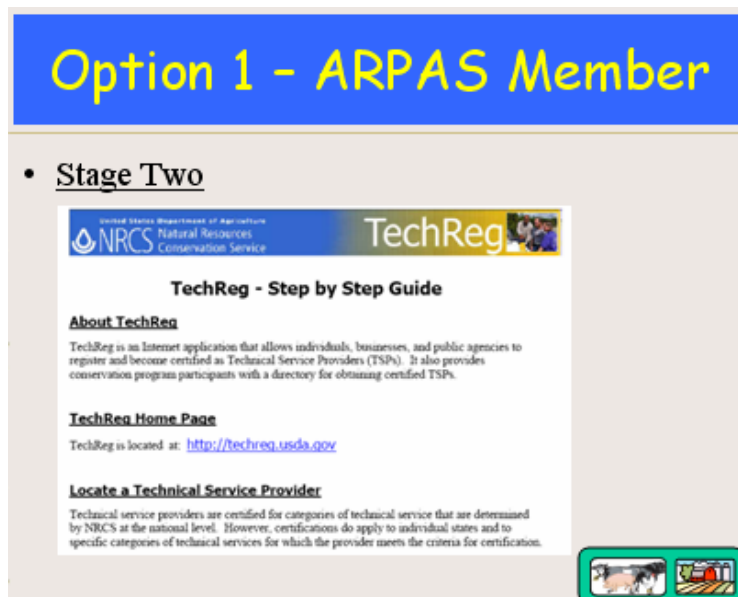 Option 1 – ARPAS Member
• Stage Two
United States Department of Agriculture
NRCS Natural Resources
Conservation Service
TechReg
TechReg - Step by Step Guide
About TechReg
TechReg is an Internet application that allows individuals, businesses, and public agencies to
register and become certified as Technical Service Providers (TSPs). It also provides
conservation program participants with a directory for obtaining certified TSPs.
TechReg Home Page
TechReg is located at: http://techreg.usda.gov
Locate a Technical Service Provider
Technical service providers are certified for categories of technical service that are determined
by NRCS at the national level. However, certifications do apply to individual states and to
specific categories of technical services for which the provider meets the criteria for certification.